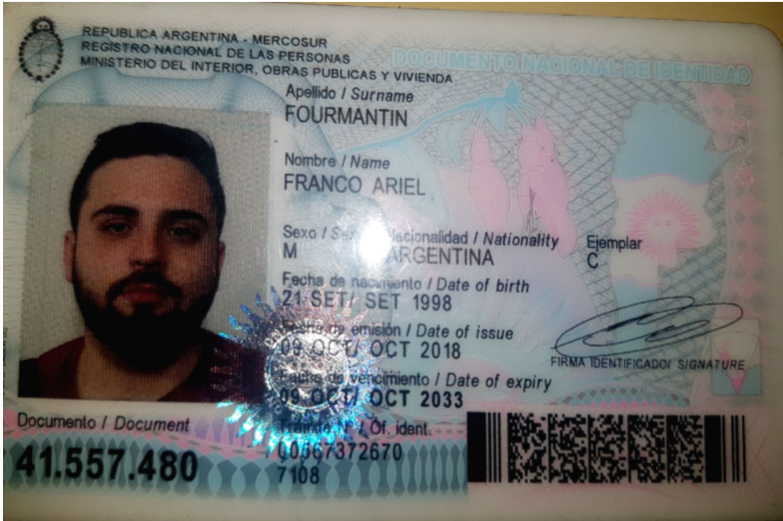 REPUBLICA ARGENTINA - MERCOSUR
REGISTRO NACIONAL DE LAS PERSONAS
MINISTERIO DEL INTERIOR, OBRAS PUBLICAS Y VIVIENDA
DOCUMENTO NACIONAL DE IDENTIDAD
Apellido / Surname
FOURMANTIN
Nombre / Name
FRANCO ARIEL
Sexo / Nacionalidad / Nationality
M ARGENTINA
Ejemplar
C
Fecha de nacimiento / Date of birth
21 SET/ SET 1998
Fecha de emisión / Date of issue
09 OCT/ OCT 2018
FIRMA IDENTIFICADO/ SIGNATURE
Fecha de vencimiento / Date of expiry
09 OCT/ OCT 2033
Documento / Document
41.557.480
Trámite N° / Of. ident.
00567372670
7108